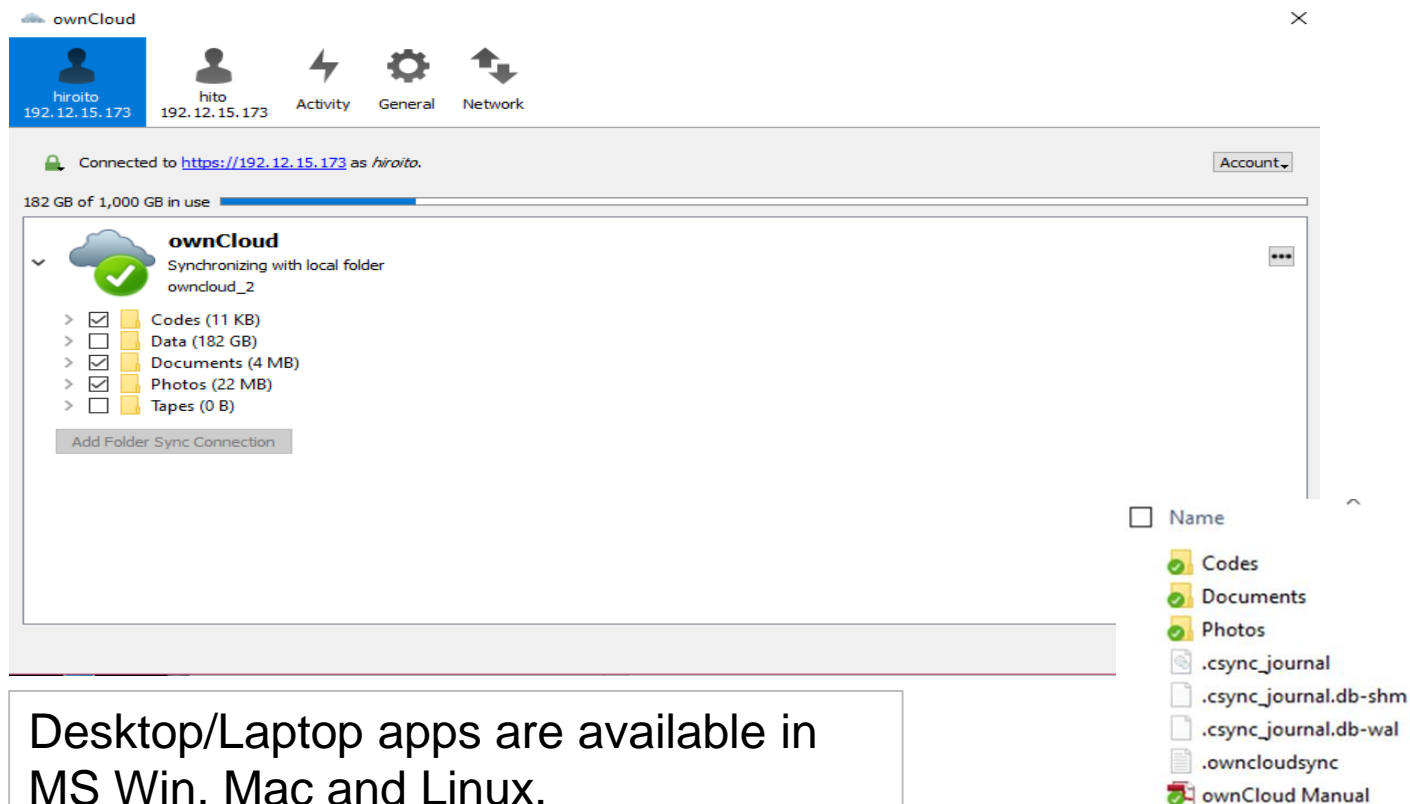 ownCloud
hiroito
192.12.15.173
hito
192.12.15.173
Activity
General
Network
Connected to https://192.12.15.173 as hiroito.
Account
182 GB of 1,000 GB in use
ownCloud
Synchronizing with local folder
owncloud_2
Codes (11 KB)
Data (182 GB)
Documents (4 MB)
Photos (22 MB)
Tapes (0 B)
Add Folder Sync Connection
Name
Codes
Documents
Photos
.csync_journal
.csync_journal.db-shm
.csync_journal.db-wal
.owncloudsync
ownCloud Manual
Desktop/Laptop apps are available in
MS Win, Mac and Linux.